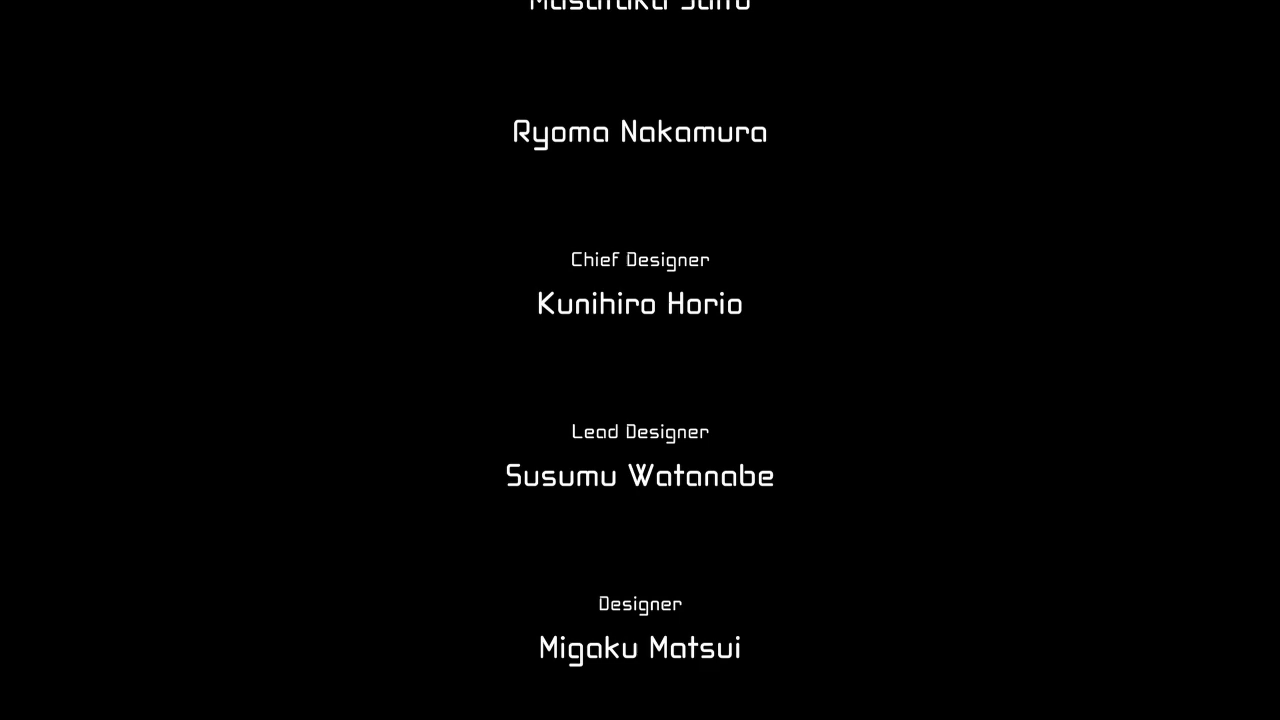 Ryoma Nakamura
Chief Designer
Kunihiro Horio
Lead Designer
Susumu Watanabe
Designer
Migaku Matsui